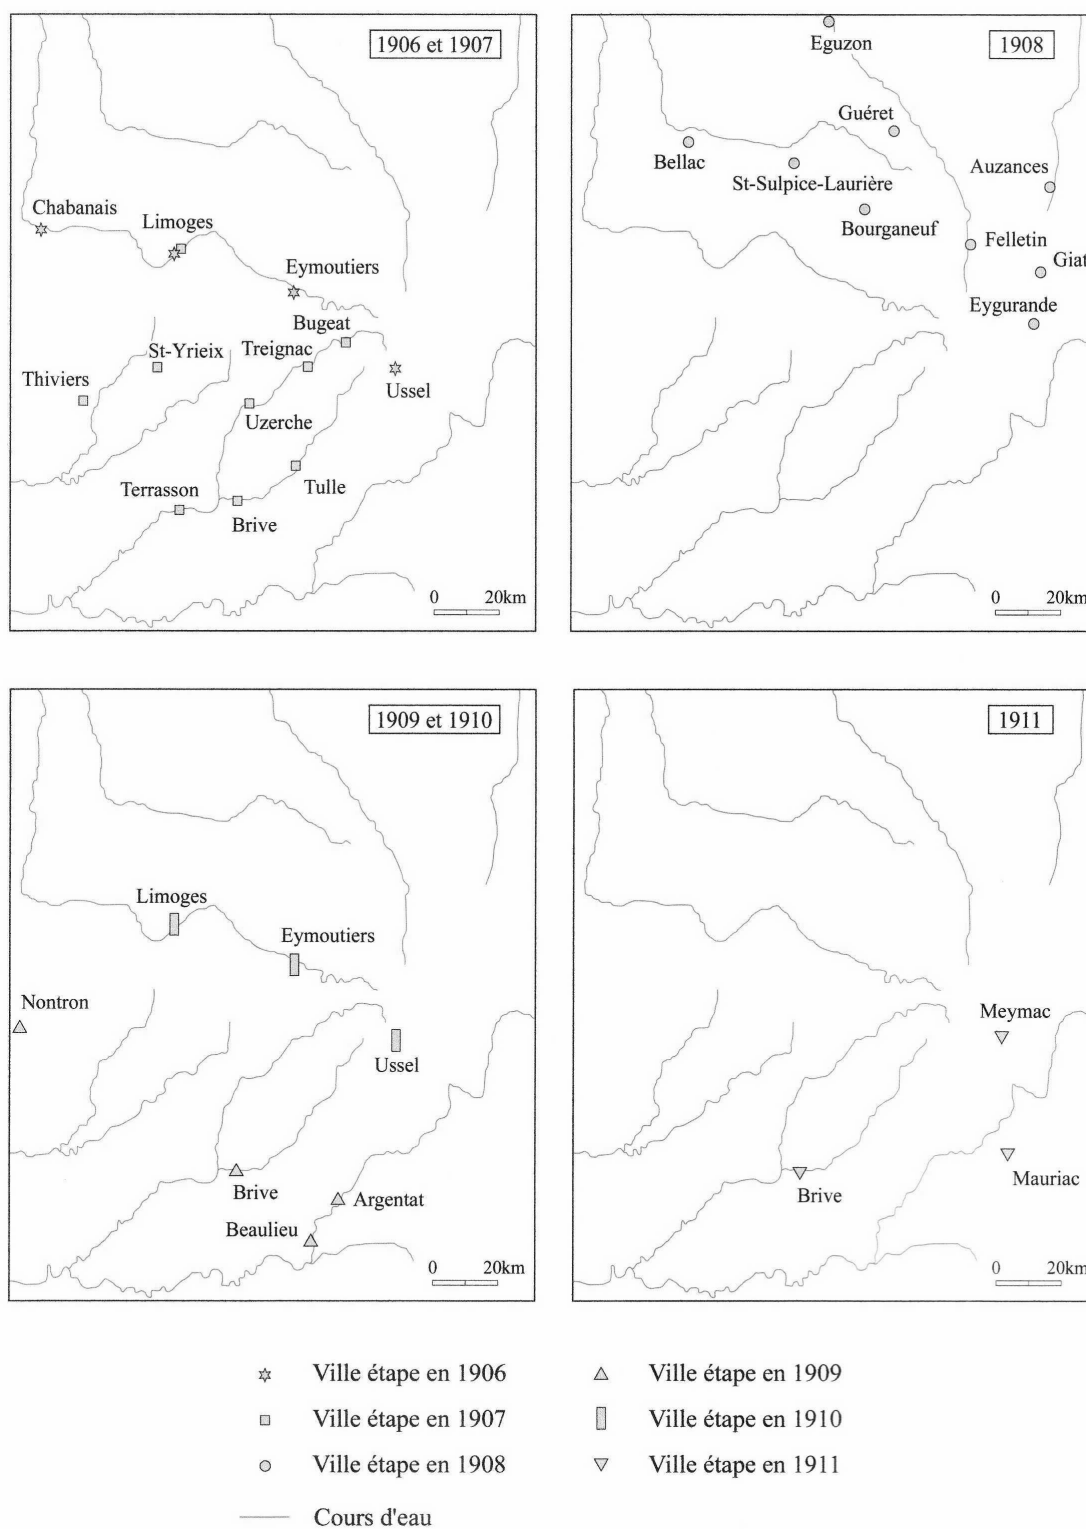 1906 et 1907
Chabanais
Limoges
Eymoutiers
Bugeat
St-Yrieix
Treignac
Thiviers
Ussel
Uzerche
Terrasson
Tulle
Brive
0 20km
1908
Eguzon
Guéret
Bellac
St-Sulpice-Laurière
Auzances
Bourganeuf
Felletin
Giat
Eygurande
0 20km
1909 et 1910
Limoges
Eymoutiers
Nontron
Ussel
Brive
Argentat
Beaulieu
0 20km
1911
Meymac
Mauriac
Brive
0 20km
Ville étape en 1906
Ville étape en 1907
Ville étape en 1908
Cours d'eau
Ville étape en 1909
Ville étape en 1910
Ville étape en 1911